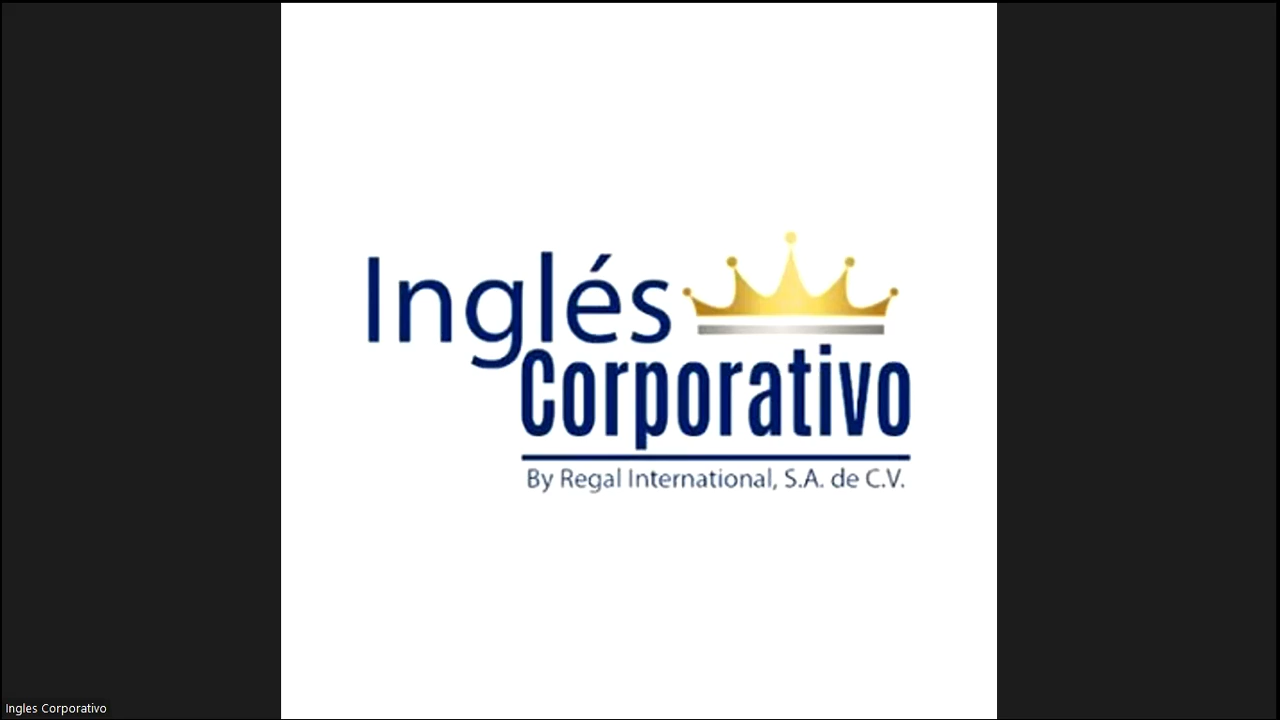 Inglés
Corporativo
By Regal International, S.A. de C.V.
Ingles Corporativo